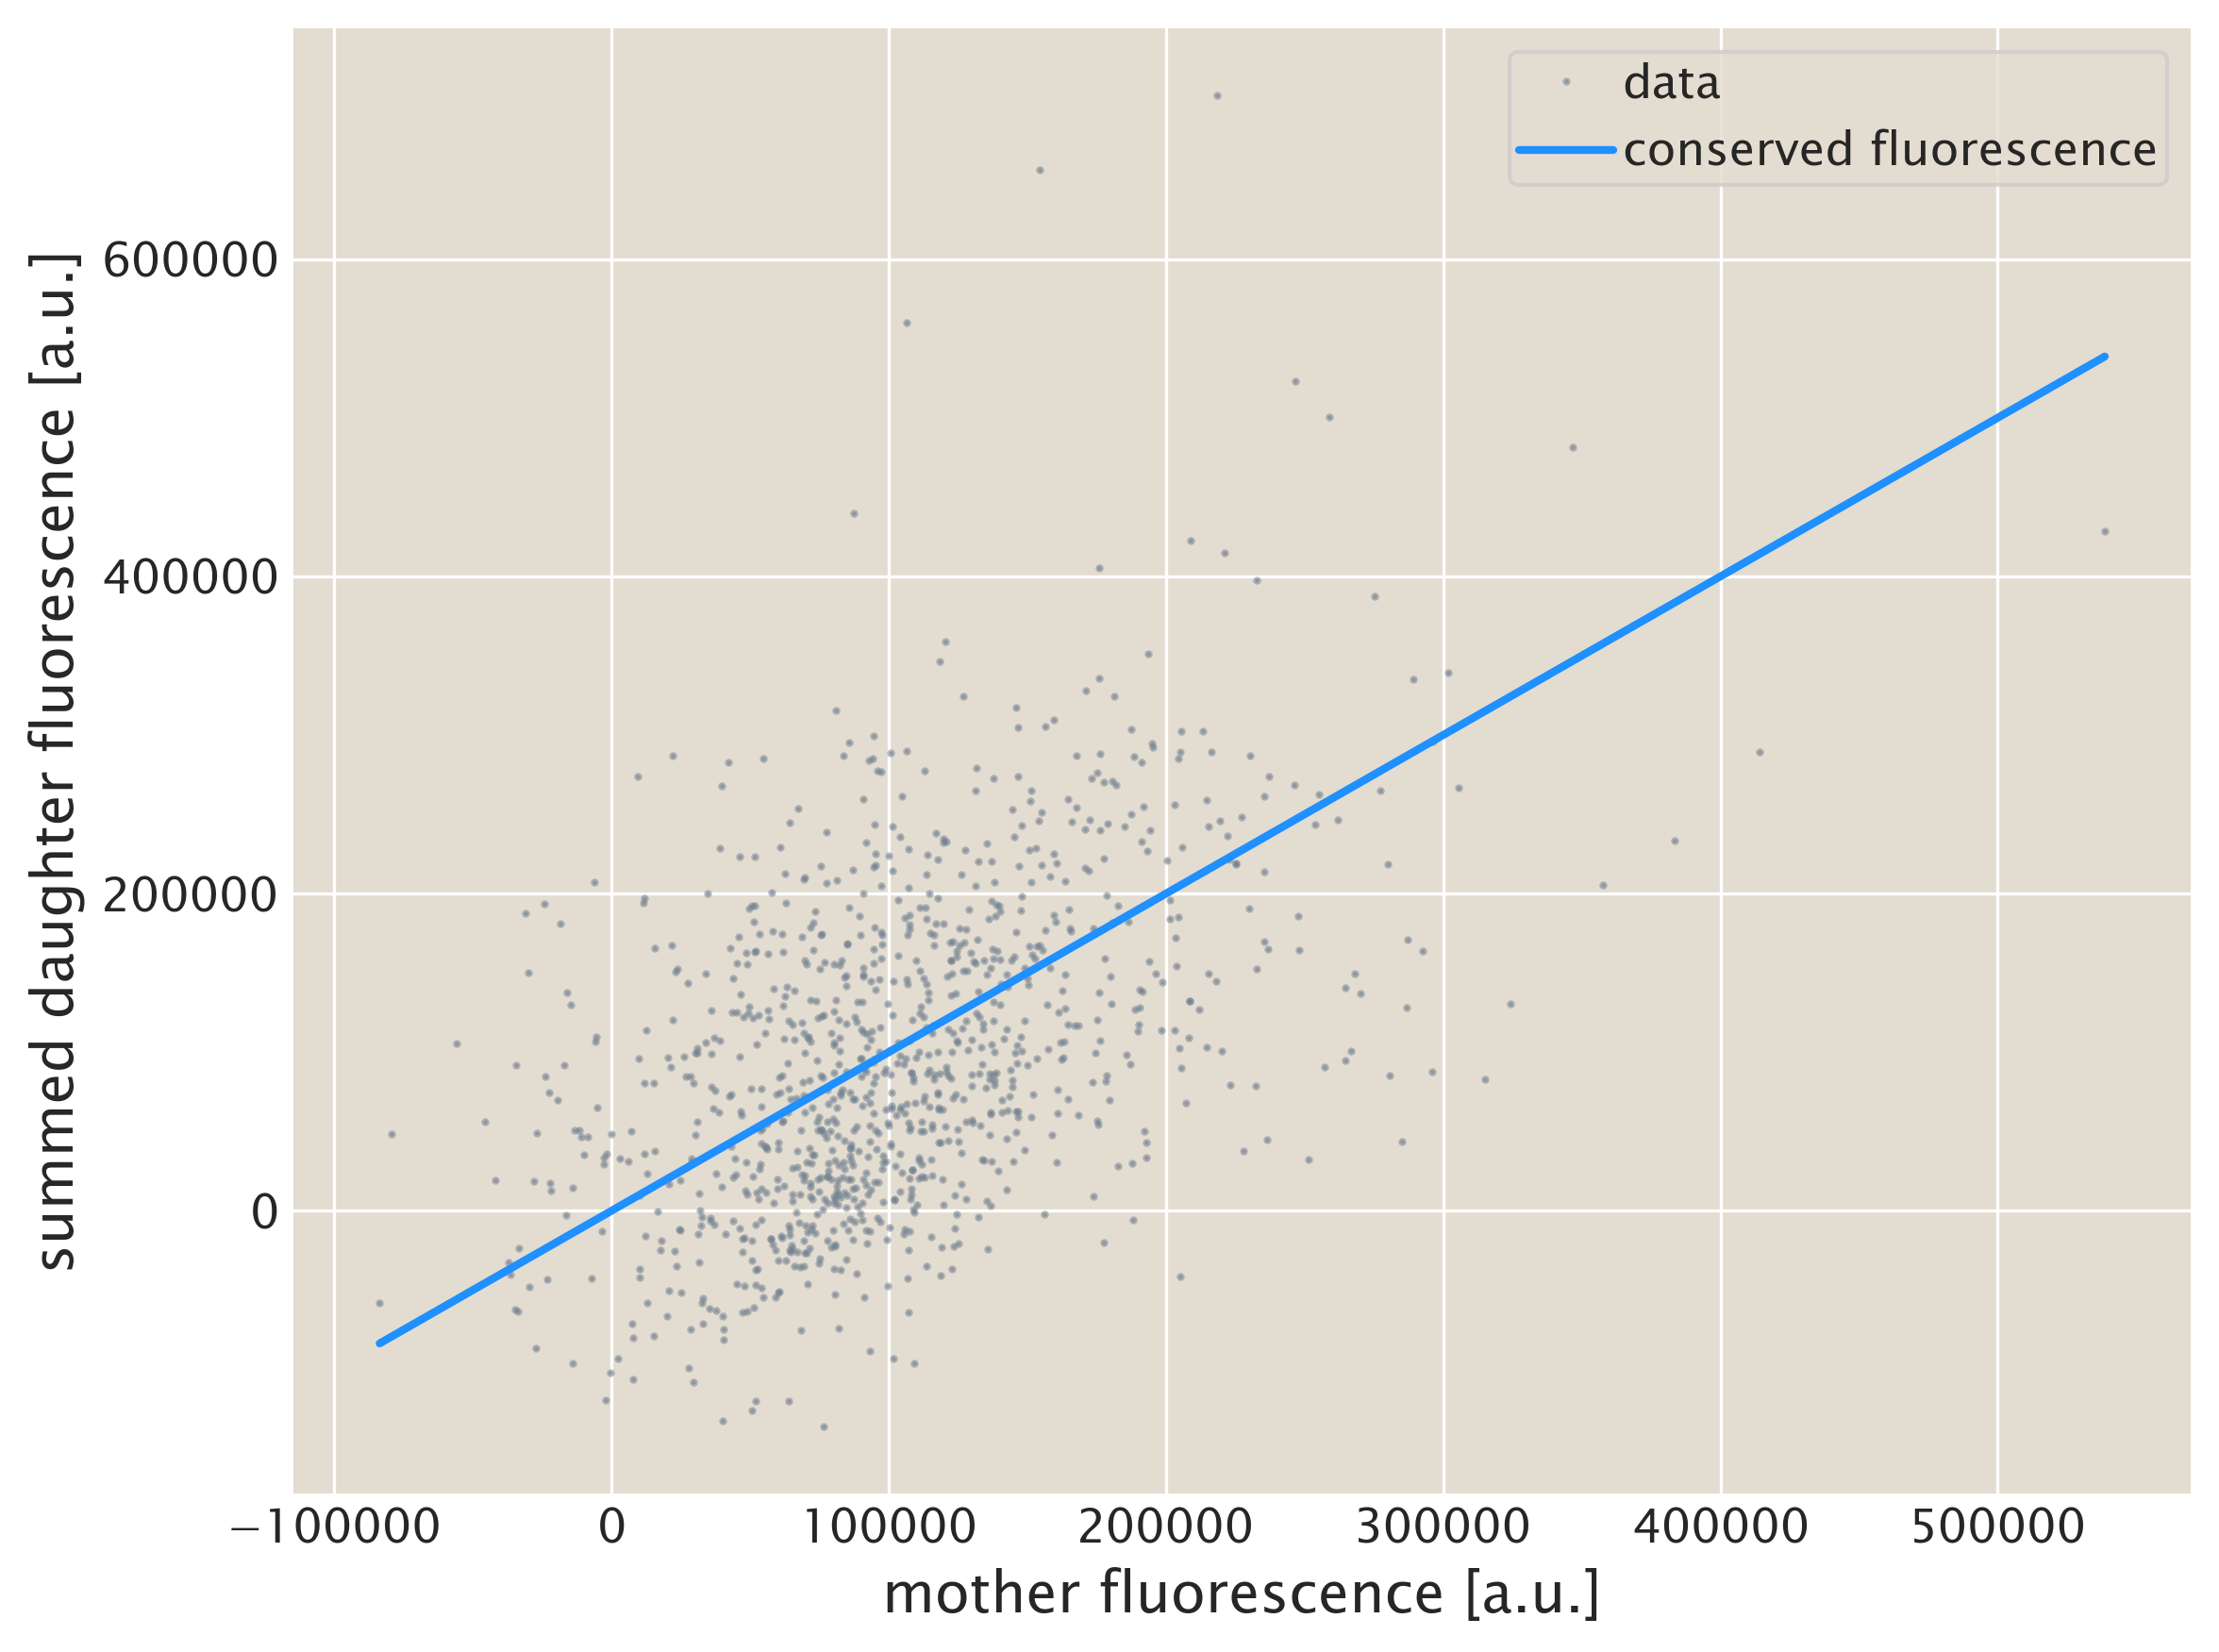 data
conserved fluorescence
summed daughter fluorescence [a.u.]
600000
400000
200000
0
−100000 0 100000 200000 300000 400000 500000
mother fluorescence [a.u.]